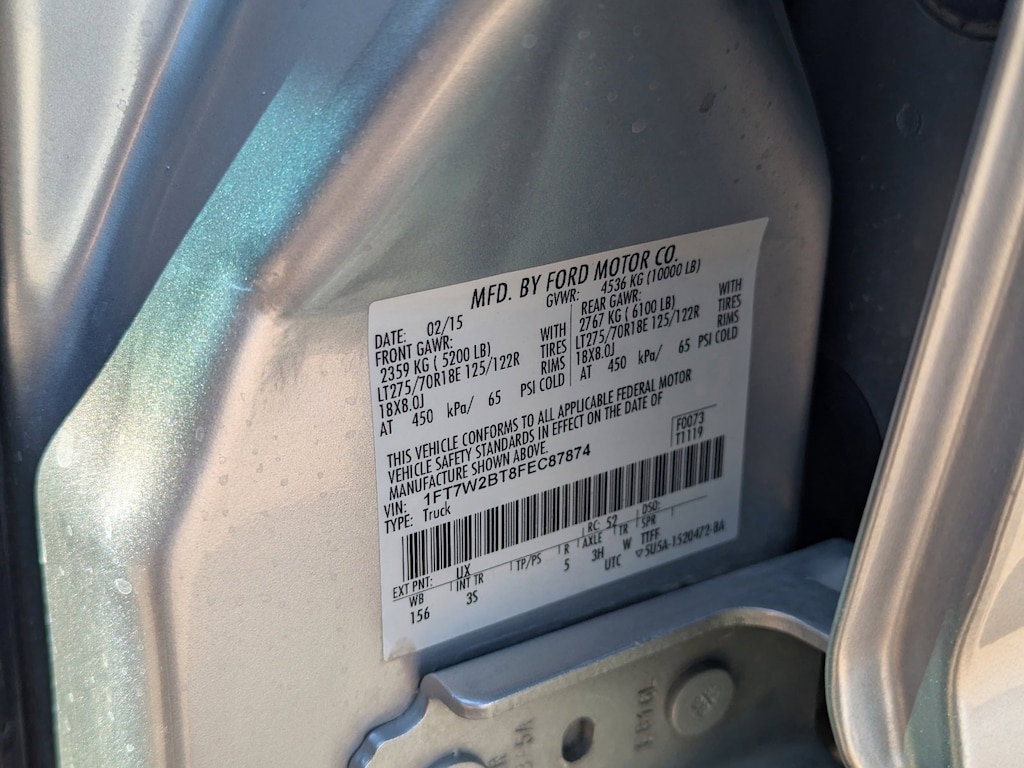 MFD. BY FORD MOTOR CO.
DATE: 02/15 GVWR: 4536 KG (10000 LB)
FRONT GAWR: REAR GAWR:
2359 KG ( 5200 LB) WITH 2767 KG ( 6100 LB) WITH
LT275/70R18E 125/122R TIRES LT275/70R18E 125/122R TIRES
18X8.0J RIMS 18X8.0J RIMS
AT 450 kPa/ 65 PSI COLD AT 450 kPa/ 65 PSI COLD
THIS VEHICLE CONFORMS TO ALL APPLICABLE FEDERAL MOTOR
VEHICLE SAFETY STANDARDS IN EFFECT ON THE DATE OF
MANUFACTURE SHOWN ABOVE.
F0073
T1119
VIN: 1FT7W2BT8FEC87874
TYPE: Truck
EXT PNT: UX RC: 52 DSO:
WB INT TR TP/PS R AXLE TR SPR
156 3S 5 3H W TTFF
UTC ▽5U5A-1520472-BA